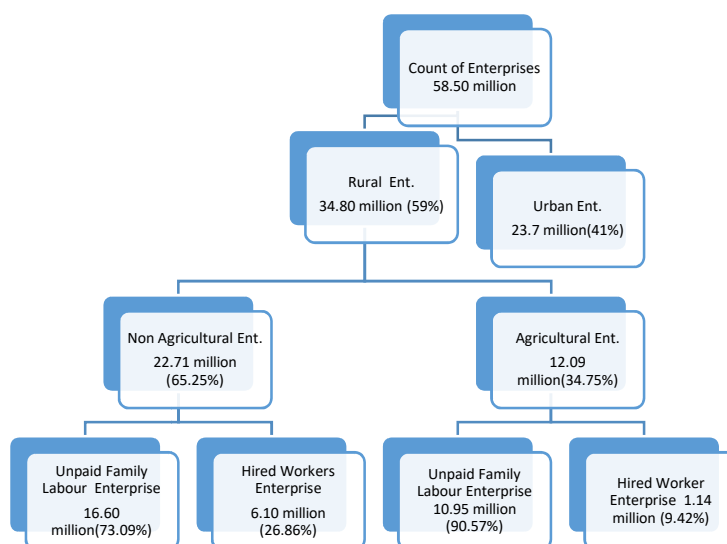 Count of Enterprises
58.50 million
Rural Ent.
34.80 million (59%)
Urban Ent.
23.7 million(41%)
Non Agricultural Ent.
22.71 million
(65.25%)
Agricultural Ent.
12.09
million(34.75%)
Unpaid Family
Labour Enterprise
16.60
million(73.09%)
Hired Workers
Enterprise
6.10 million
(26.86%)
Unpaid Family
Labour Enterprise
10.95 million
(90.57%)
Hired Worker
Enterprise 1.14
million (9.42%)